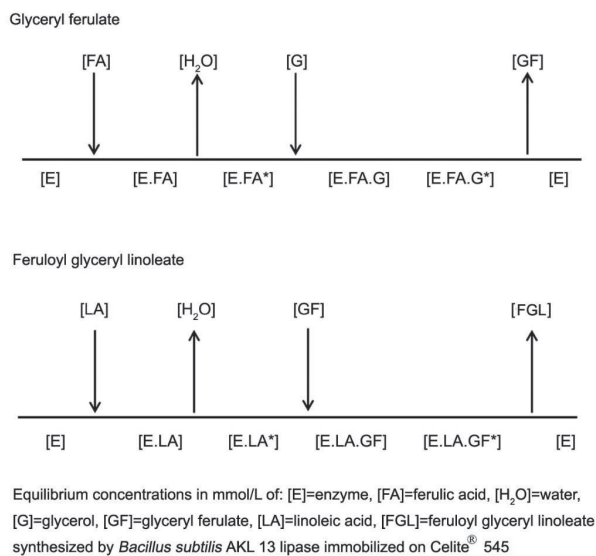 Glyceryl ferulate
[FA] [H₂O] [G] [GF]
[E] [E.FA] [E.FA*] [E.FA.G] [E.FA.G*] [E]
Feruloyl glyceryl linoleate
[LA] [H₂O] [GF] [FGL]
[E] [E.LA] [E.LA*] [E.LA.GF] [E.LA.GF*] [E]
Equilibrium concentrations in mmol/L of: [E]=enzyme, [FA]=ferulic acid, [H₂O]=water,
[G]=glycerol, [GF]=glyceryl ferulate, [LA]=linoleic acid, [FGL]=feruloyl glyceryl linoleate
synthesized by Bacillus subtilis AKL 13 lipase immobilized on Celite® 545